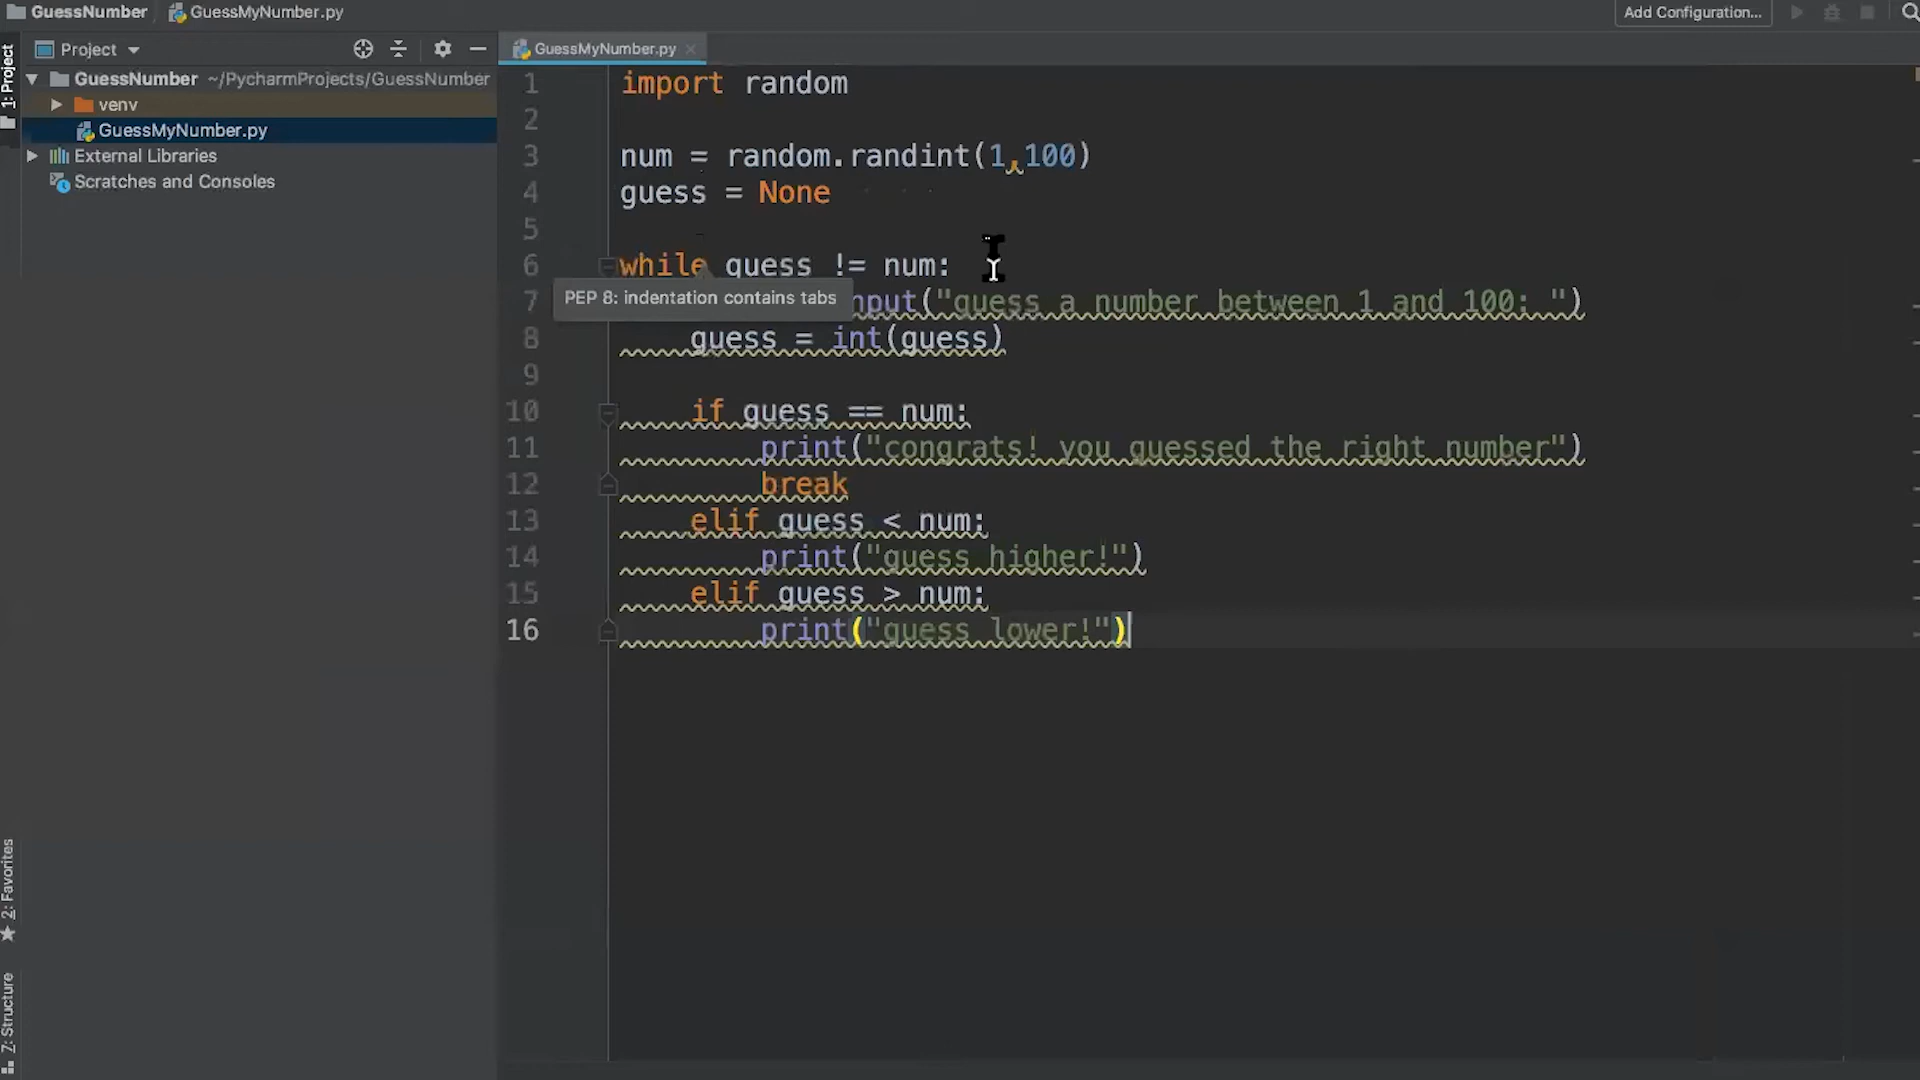 GuessNumber GuessMyNumber.py Add Configuration...
1: Project
Project
GuessNumber ~/PycharmProjects/GuessNumber
venv
GuessMyNumber.py
External Libraries
Scratches and Consoles
2: Favorites
Z: Structure
GuessMyNumber.py
1 import random
2
3 num = random.randint(1,100)
4 guess = None
5
6 while guess != num:
PEP 8: indentation contains tabs
7 nput("guess a number between 1 and 100: ")
8 guess = int(guess)
9
10 if guess == num:
11 print("congrats! you guessed the right number")
12 break
13 elif guess < num:
14 print("guess higher!")
15 elif guess > num:
16 print("guess lower!")